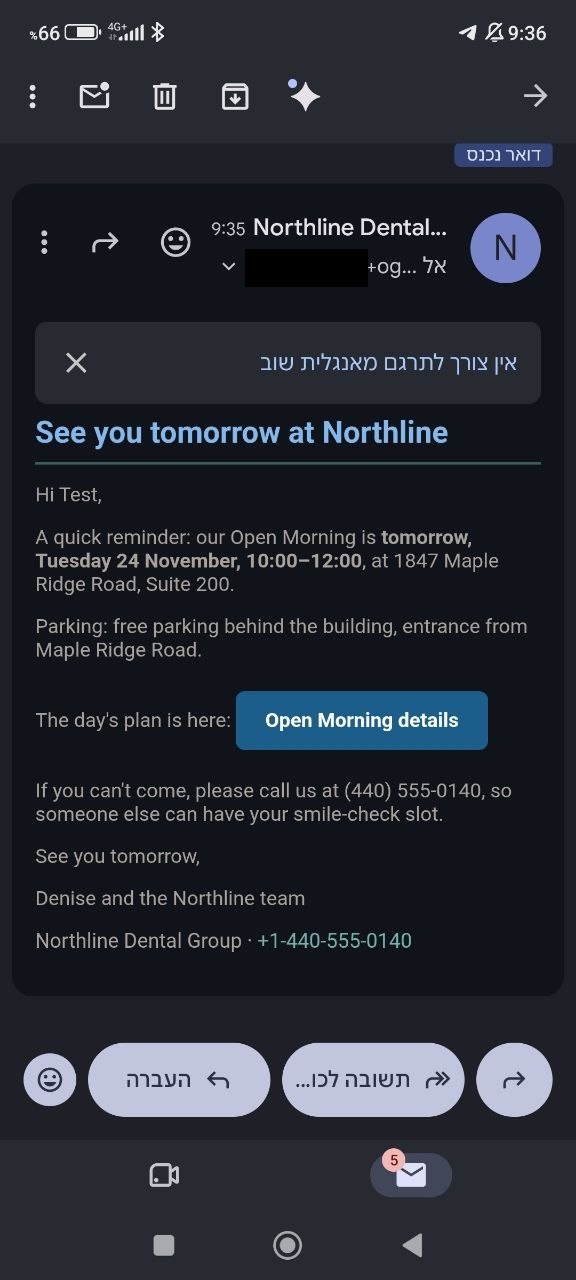 %66 4G+ 9:36
דואר נכנס
9:35 Northline Dental...
אל ...og+
אין צורך לתרגם מאנגלית שוב
N
See you tomorrow at Northline
Hi Test,
A quick reminder: our Open Morning is tomorrow,
Tuesday 24 November, 10:00–12:00, at 1847 Maple
Ridge Road, Suite 200.
Parking: free parking behind the building, entrance from
Maple Ridge Road.
The day's plan is here: Open Morning details
If you can't come, please call us at (440) 555-0140, so
someone else can have your smile-check slot.
See you tomorrow,
Denise and the Northline team
Northline Dental Group · +1-440-555-0140
תשובה לכו... העברה
5